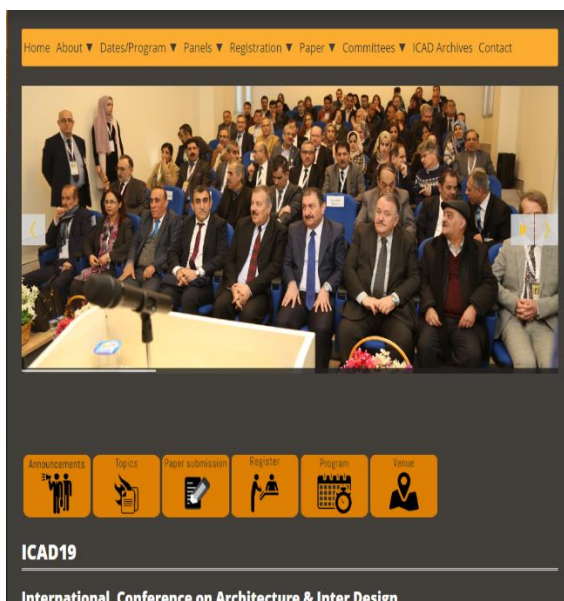 Home About ▼ Dates/Program ▼ Panels ▼ Registration ▼ Paper ▼ Committees ▼ ICAD Archives Contact
Announcements Topics Paper submission Register Program Venue
ICAD19
International Conference on Architecture & Inter Design